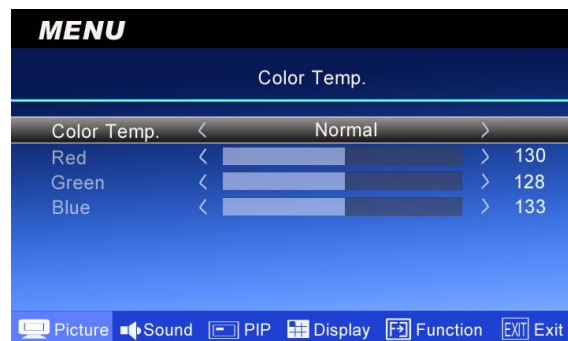 MENU
Color Temp.
Color Temp. < Normal >
Red < > 130
Green < > 128
Blue < > 133
Picture Sound PIP Display Function EXIT Exit